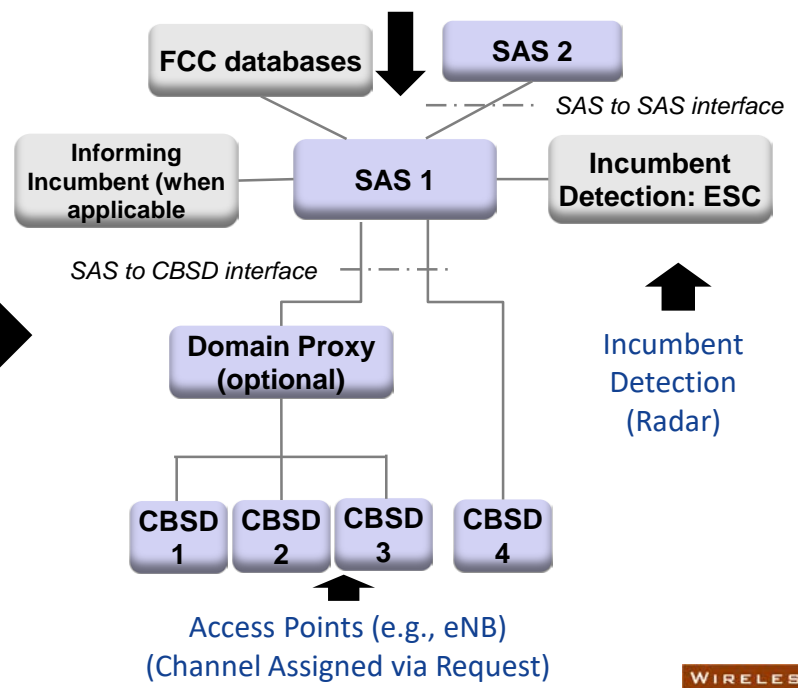 FCC databases
SAS 2
SAS to SAS interface
Informing
Incumbent (when
applicable
SAS 1
Incumbent
Detection: ESC
SAS to CBSD interface
Domain Proxy
(optional)
Incumbent
Detection
(Radar)
CBSD
1
CBSD
2
CBSD
3
CBSD
4
Access Points (e.g., eNB)
(Channel Assigned via Request)